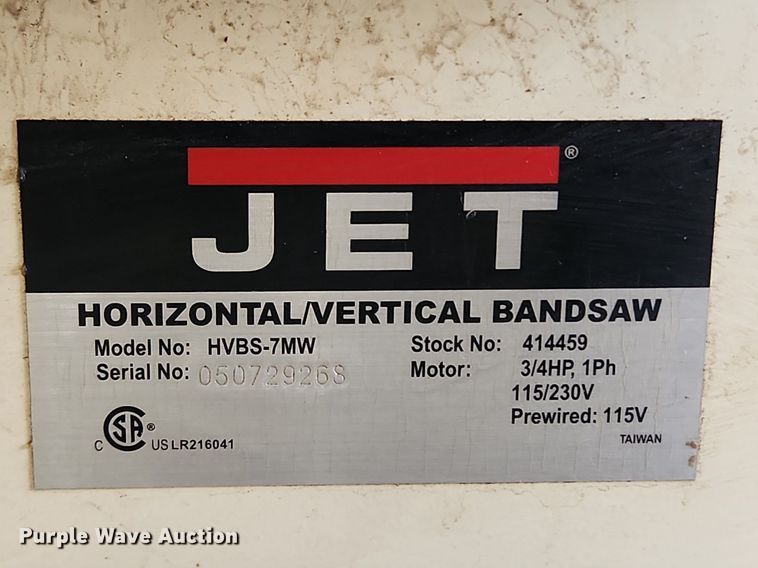 JET®
HORIZONTAL/VERTICAL BANDSAW
Model No: HVBS-7MW
Serial No: 050729268
Stock No: 414459
Motor: 3/4HP, 1Ph
115/230V
Prewired: 115V
C SA® US LR216041
TAIWAN
Purple Wave Auction